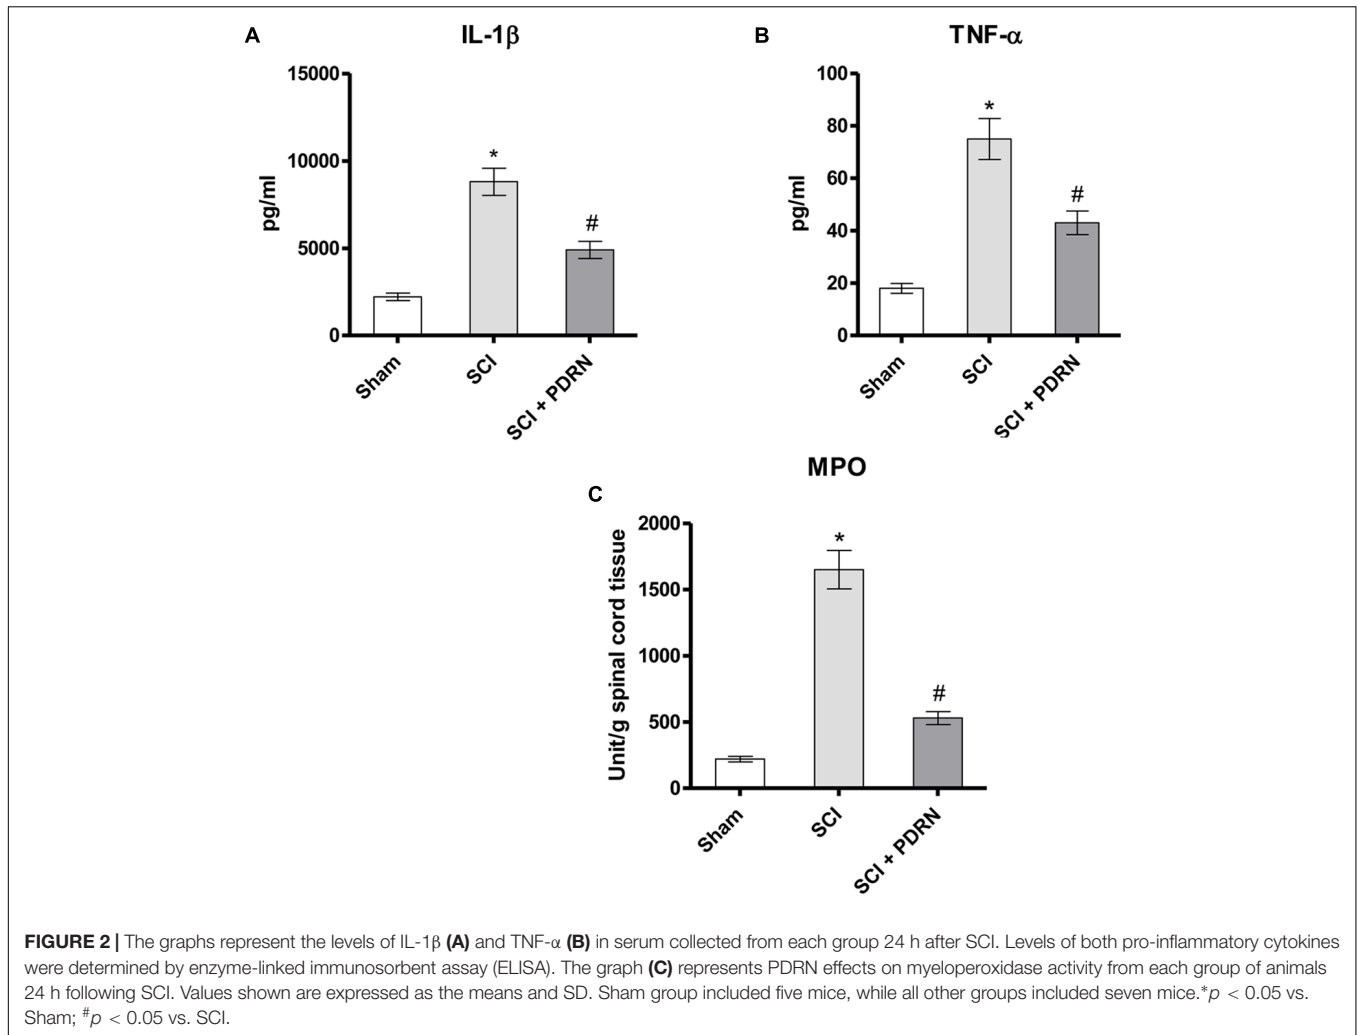 A
IL-1β
15000
10000
5000
0
pg/ml
*
#
Sham
SCI
SCI + PDRN
B
TNF-α
100
80
60
40
20
0
pg/ml
*
#
Sham
SCI
SCI + PDRN
C
MPO
2000
1500
1000
500
0
Unit/g spinal cord tissue
*
#
Sham
SCI
SCI + PDRN
FIGURE 2 | The graphs represent the levels of IL-1β (A) and TNF-α (B) in serum collected from each group 24 h after SCI. Levels of both pro-inflammatory cytokines
were determined by enzyme-linked immunosorbent assay (ELISA). The graph (C) represents PDRN effects on myeloperoxidase activity from each group of animals
24 h following SCI. Values shown are expressed as the means and SD. Sham group included five mice, while all other groups included seven mice.*p < 0.05 vs.
Sham; #p < 0.05 vs. SCI.